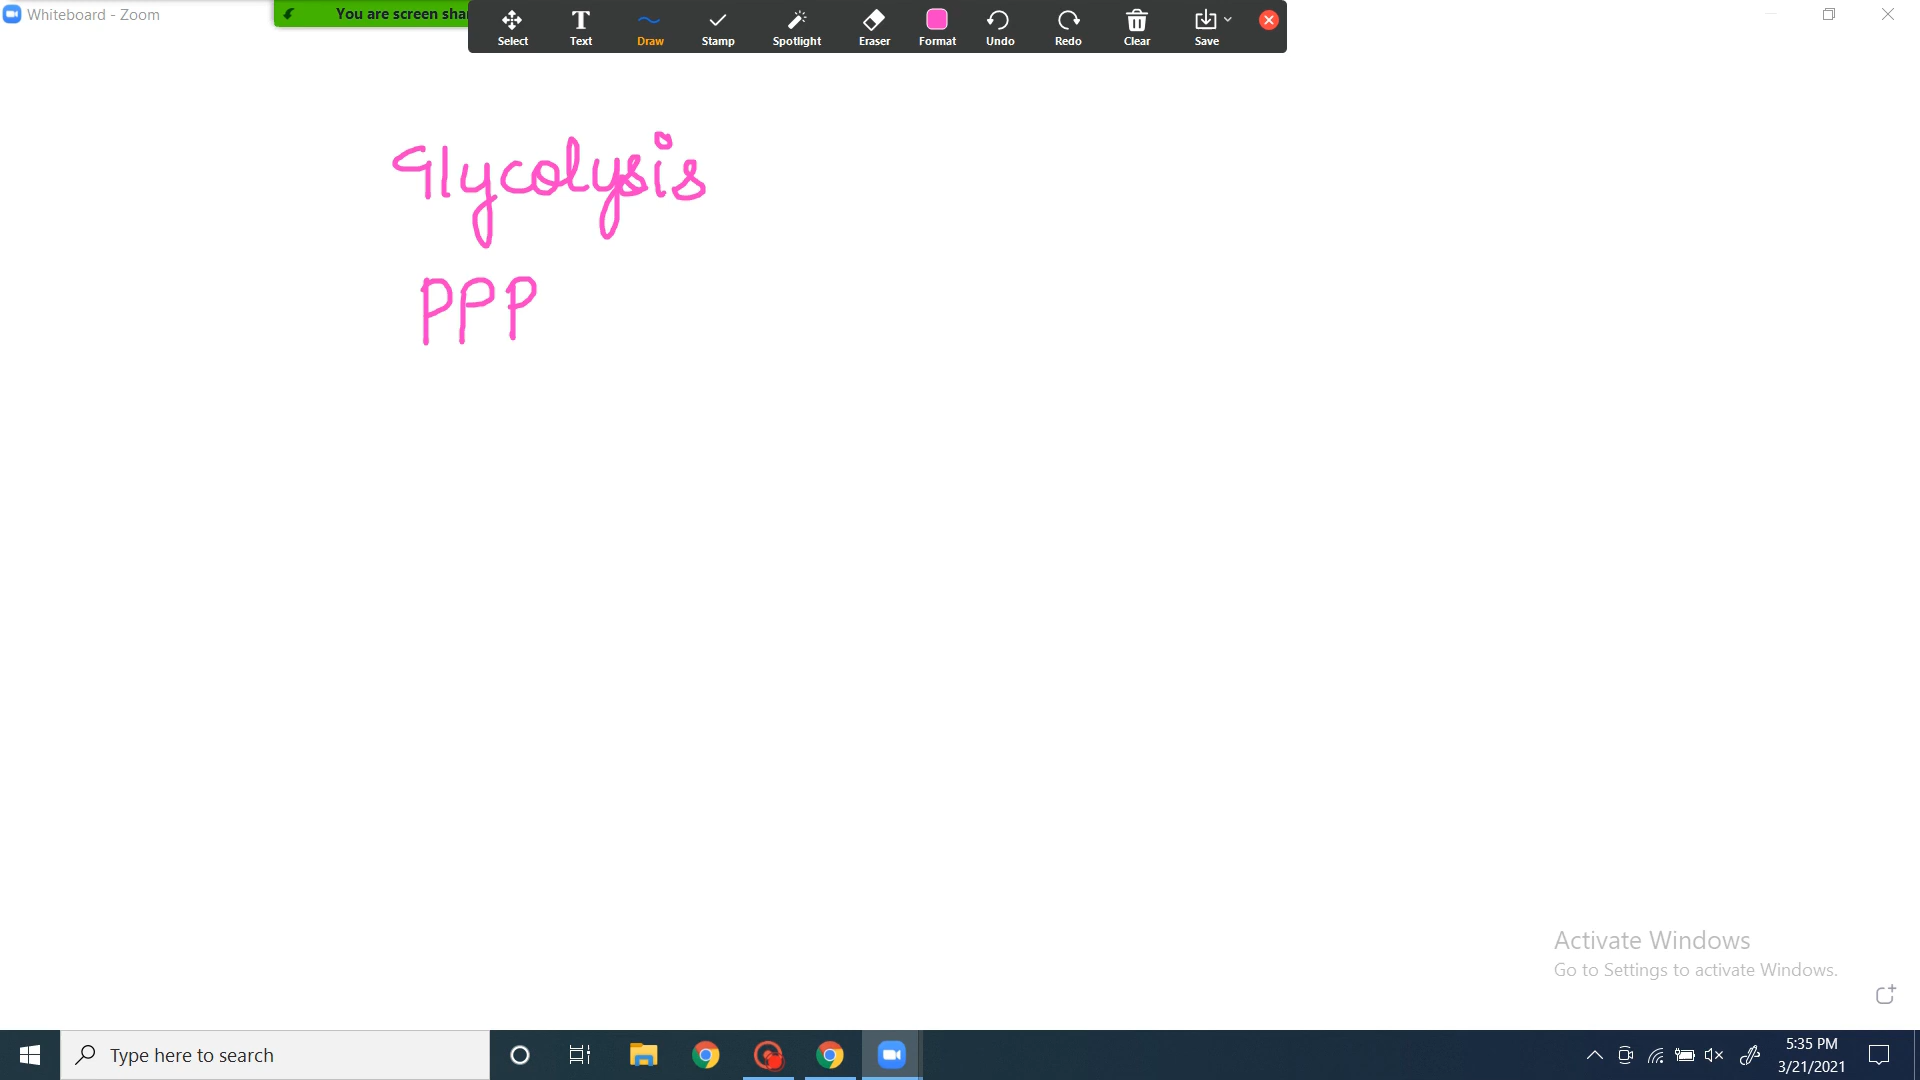 Whiteboard - Zoom
You are screen sha
Select Text Draw Stamp Spotlight Eraser Format Undo Redo Clear Save
Glycolysis
PPP
Activate Windows
Go to Settings to activate Windows.
Type here to search
5:35 PM
3/21/2021